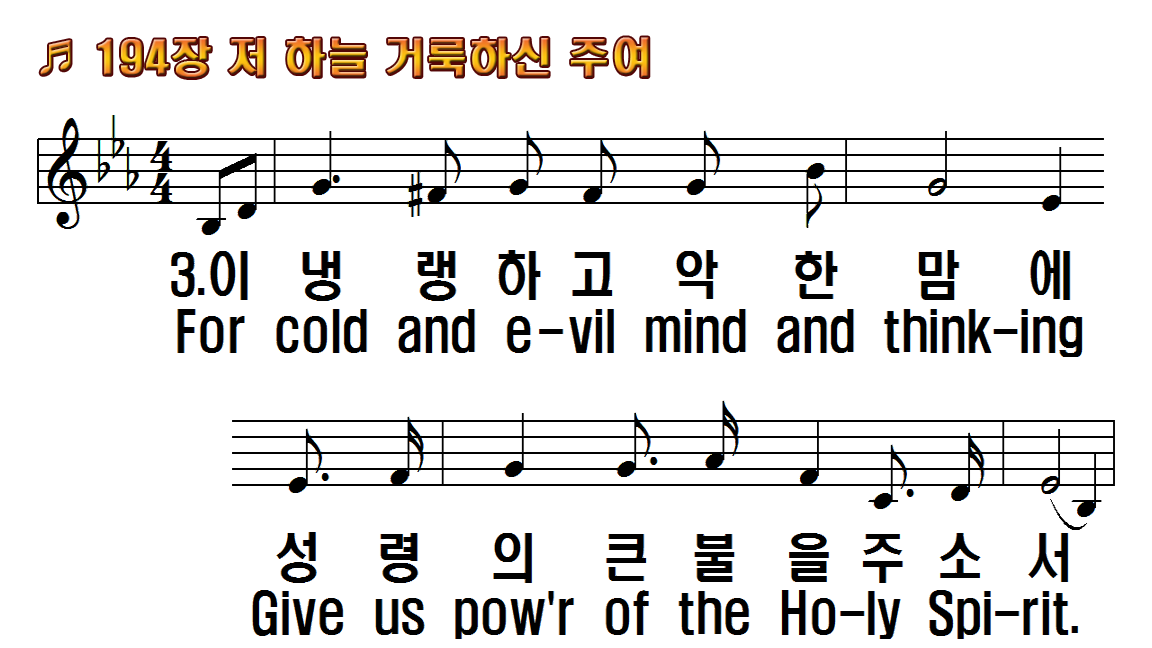 ♬ 194장 저 하늘 거룩하신 주여
4 4
3.이 냉 랭 하 고 악 한 맘 에
For cold and e-vil mind and think-ing
성 령 의 큰 불 을 주 소 서
Give us pow'r of the Ho-ly Spi-rit.